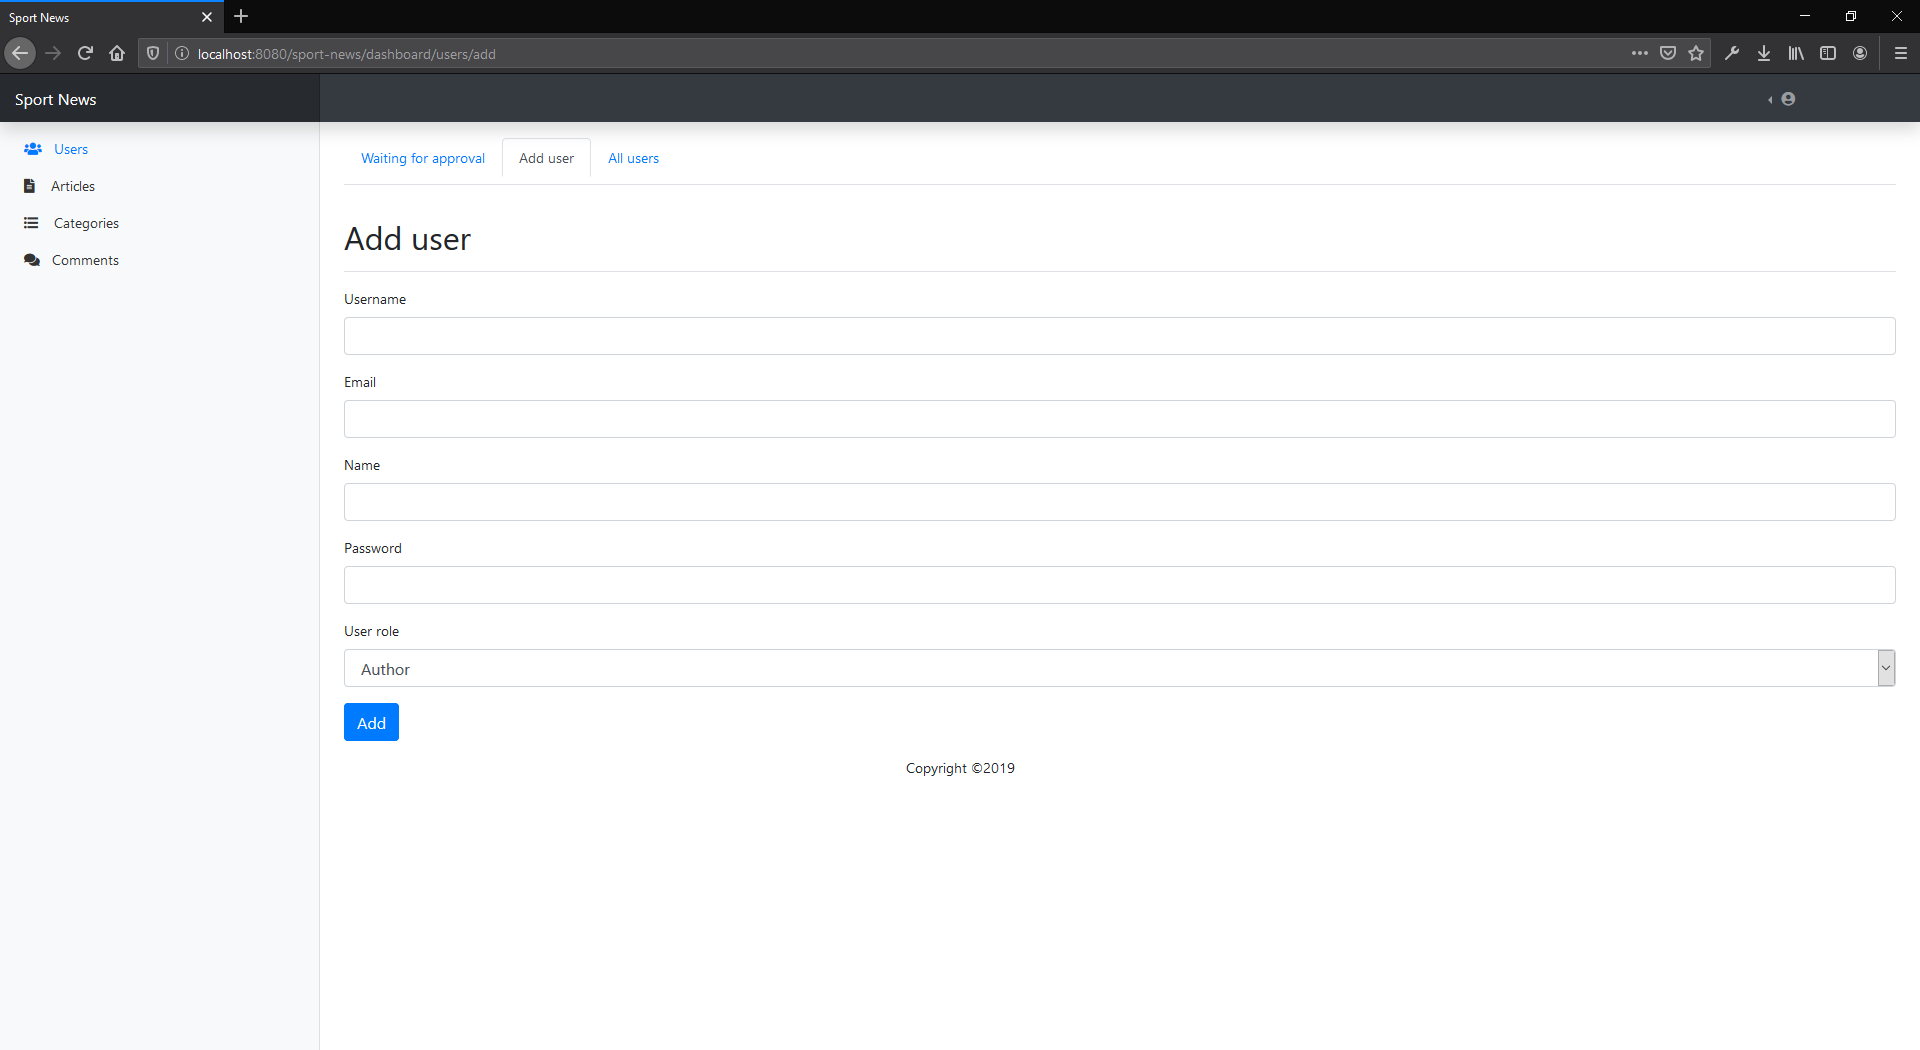 Sport News
localhost:8080/sport-news/dashboard/users/add
Sport News
Users
Articles
Categories
Comments
Waiting for approval
Add user
All users
Add user
Username
Email
Name
Password
User role
Author
Add
Copyright ©2019